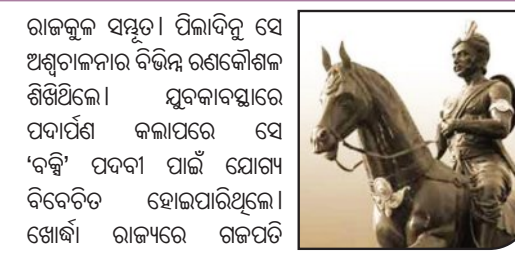 ରାଜକୁଳ ସମ୍ଭୂତ। ପିଲାଦିନୁ ସେ
ଅଶ୍ୱଚାଳନାର ବିଭିନ୍ନ ରଣକୌଶଳ
ଶିଖିଥିଲେ। ଯୁବକାବସ୍ଥାରେ
ପଦାର୍ପଣ କଲାପରେ ସେ
‘ବକ୍ସି’ ପଦବୀ ପାଇଁ ଯୋଗ୍ୟ
ବିବେଚିତ ହୋଇପାରିଥିଲେ।
ଖୋର୍ଦ୍ଧା ରାଜ୍ୟରେ ଗଜପତି